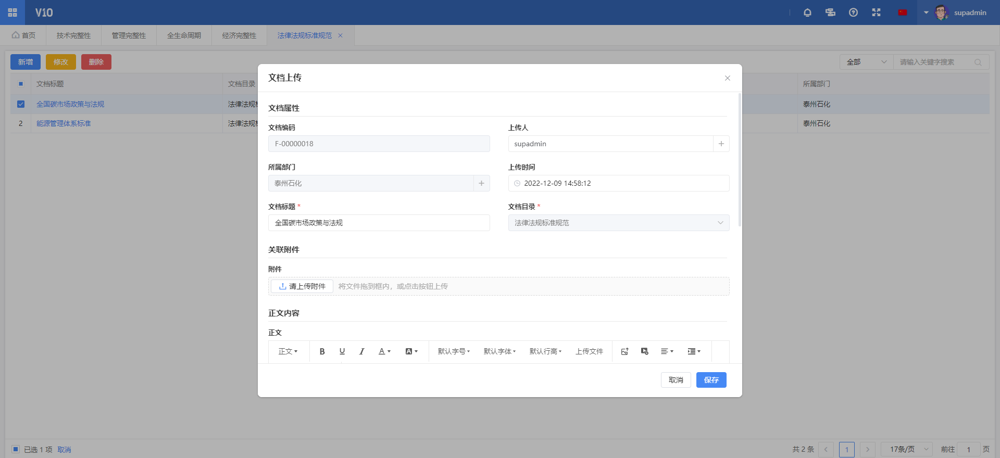 V10
supadmin
首页
技术完整性
管理完整性
全生命周期
经济完整性
法律法规标准规范
新增
修改
删除
全部
请输入关键字搜索
文档标题
文档目录
所属部门
全国碳市场政策与法规
法律法规
泰州石化
2
能源管理体系标准
法律法规
泰州石化
文档上传
文档属性
文档编码
上传人
F-00000018
supadmin
所属部门
上传时间
泰州石化
2022-12-09 14:58:12
文档标题 *
文档目录 *
全国碳市场政策与法规
法律法规标准规范
关联附件
附件
请上传附件
将文件拖到框内，或点击按钮上传
正文内容
正文
正文
B
U
I
A
A
默认字号
默认字体
默认行高
上传文件
取消
保存
已选 1 项 取消
共 2 条
1
17条/页
前往 1 页